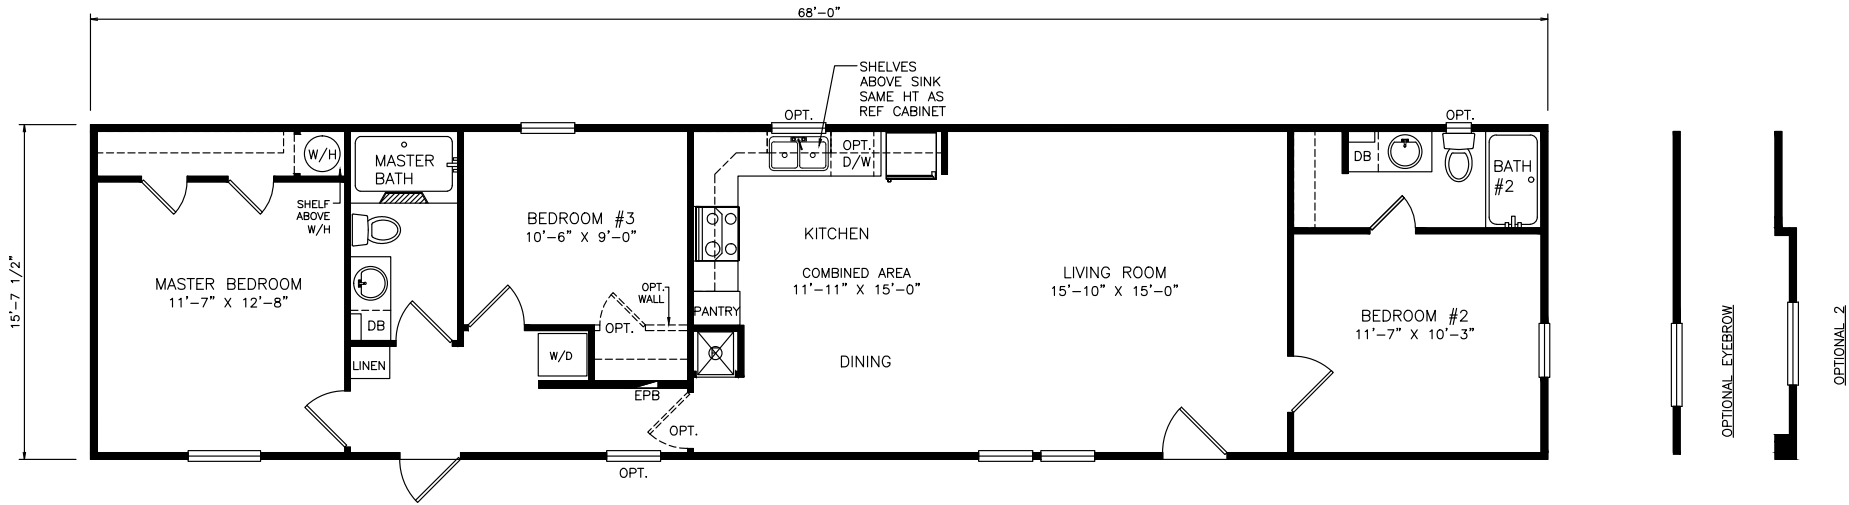 68'-0"
SHELVES
ABOVE SINK
SAME HT AS
REF CABINET
OPT.
OPT.
15'-7 1/2"
W/H
SHELF
ABOVE
W/H
MASTER
BATH
OPT.
D/W
DB
BATH
#2
BEDROOM #3
10'-6" X 9'-0"
KITCHEN
MASTER BEDROOM
11'-7" X 12'-8"
COMBINED AREA
11'-11" X 15'-0"
LIVING ROOM
15'-10" X 15'-0"
OPT.
WALL
PANTRY
OPT.
DB
BEDROOM #2
11'-7" X 10'-3"
LINEN
W/D
DINING
EPB
OPT.
OPT.
OPTIONAL EYEBROW
OPTIONAL 2